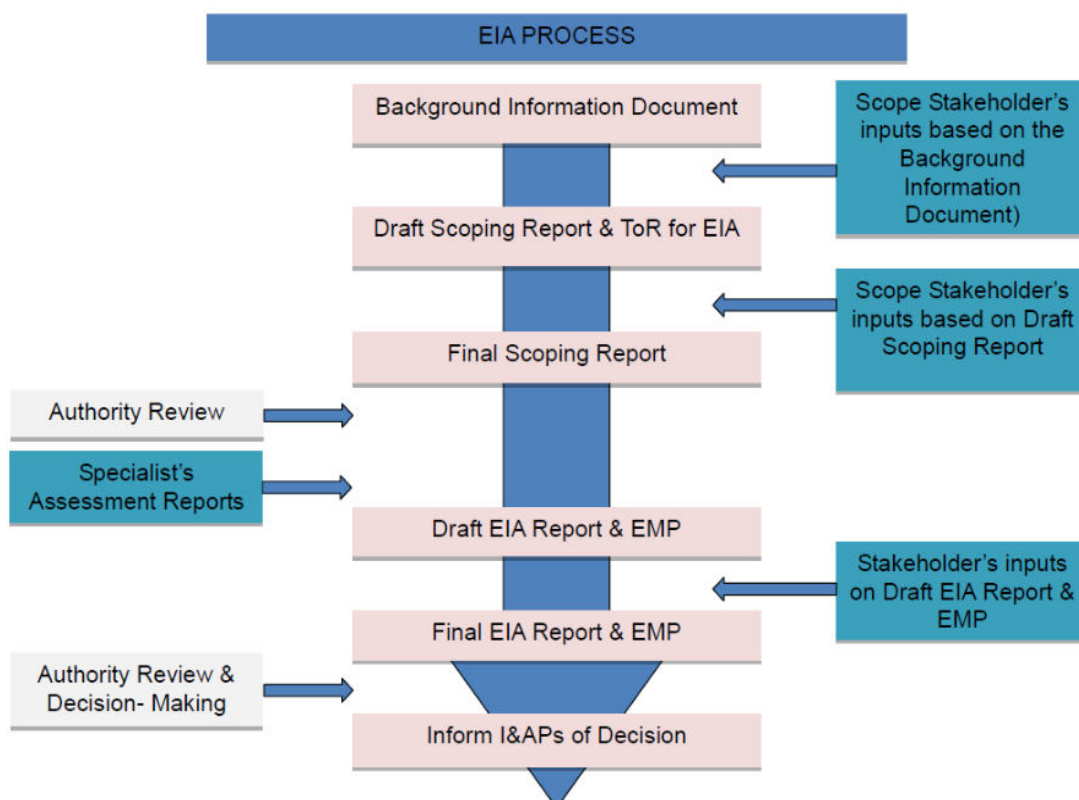 EIA PROCESS
Background Information Document
Scope Stakeholder's
inputs based on the
Background
Information
Document)
Draft Scoping Report & ToR for EIA
Scope Stakeholder's
inputs based on Draft
Scoping Report
Final Scoping Report
Authority Review
Specialist's
Assessment Reports
Draft EIA Report & EMP
Stakeholder's inputs
on Draft EIA Report &
EMP
Final EIA Report & EMP
Authority Review &
Decision- Making
Inform I&APs of Decision